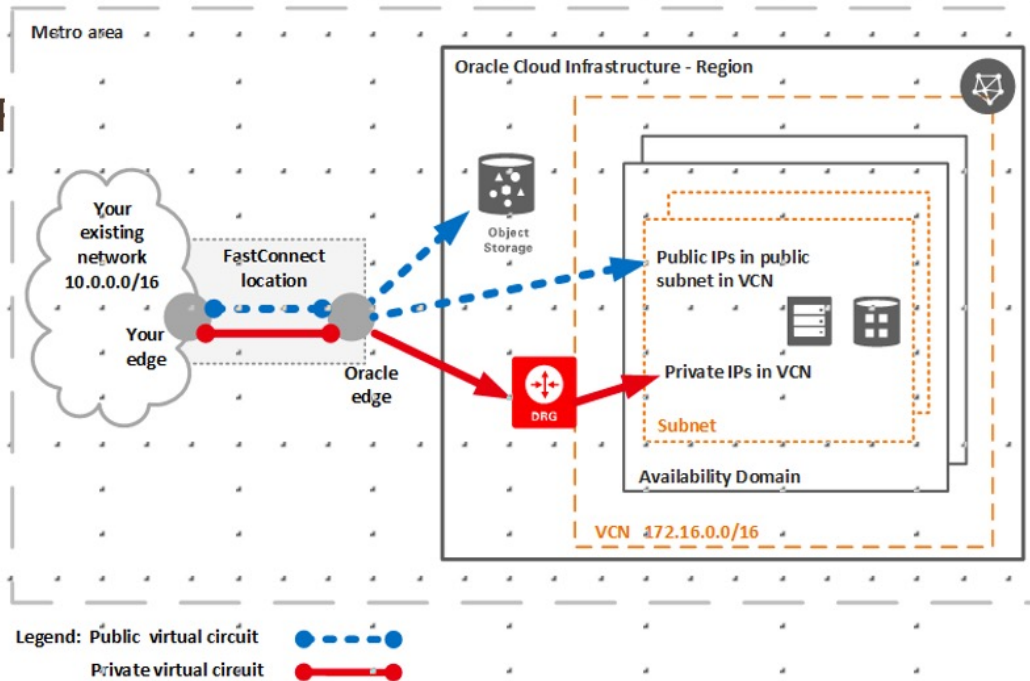 Metro area
Oracle Cloud Infrastructure - Region
Your
existing
network
10.0.0.0/16
FastConnect
location
Object
Storage
Public IPs in public
subnet in VCN
Your
edge
Oracle
edge
Private IPs in VCN
DRG
Subnet
Availability Domain
VCN 172.16.0.0/16
Legend: Public virtual circuit
Private virtual circuit